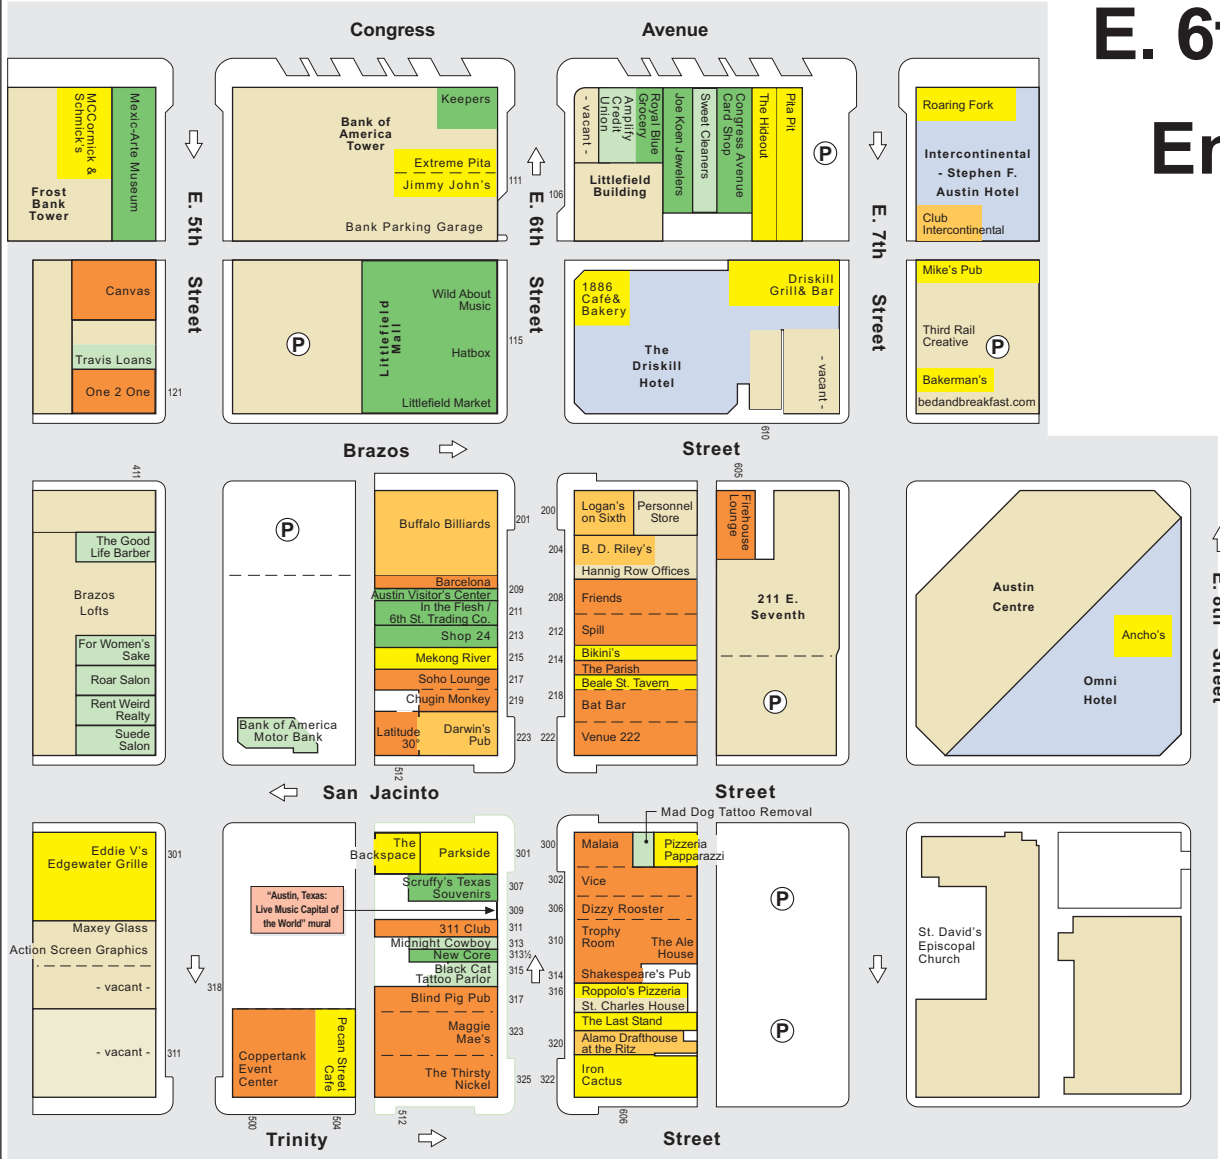 Congress Avenue
E. 6
Er
MCCormick &
Schmick's
Mexic-Arte Museum
Frost
Bank
Tower
E. 5th Street
Keepers
Bank of
America
Tower
Extreme Pita
Jimmy John's
Bank Parking Garage
111
E. 6th Street
106
- vacant -
Amplify
Credit
Union
Royal Blue
Grocery
Joe Koen Jewelers
Sweet Cleaners
Congress Avenue
Card Shop
The Hideout
Pita Pit
P
Littlefield
Building
E. 7th Street
Roaring Fork
Intercontinental
- Stephen F.
Austin Hotel
Club
Intercontinental
Canvas
Travis Loans
One 2 One
121
P
Littlefield
Mall
Wild About
Music
Hatbox
Littlefield Market
115
1886
Café&
Bakery
Driskill
Grill& Bar
The
Driskill
Hotel
- vacant -
610
Mike's Pub
Third Rail
Creative
P
Bakerman's
bedandbreakfast.com
Brazos Street
411
The Good
Life Barber
Brazos
Lofts
For Women's
Sake
Roar Salon
Rent Weird
Realty
Suede
Salon
P
Bank of America
Motor Bank
Buffalo Billiards
201
Barcelona
Austin Visitor's Center
209
In the Flesh /
6th St. Trading Co.
211
Shop 24
213
Mekong River
215
Soho Lounge
217
Chugin Monkey
219
Latitude
30°
Darwin's
Pub
223
512
200
Logan's
on Sixth
Personnel
Store
204
B. D. Riley's
Hannig Row Offices
208
Friends
212
Spill
Bikini's
214
The Parish
Beale St. Tavern
218
Bat Bar
222
Venue 222
605
Firehouse
Lounge
211 E.
Seventh
P
Austin
Centre
Ancho's
Omni
Hotel
E. 8th Street
San Jacinto Street
Eddie V's
Edgewater Grille
301
Maxey Glass
Action Screen Graphics
- vacant -
- vacant -
311
318
"Austin, Texas:
Live Music Capital of
the World" mural
Coppertank
Event
Center
Pecan Street
Cafe
500
504
The
Backspace
Parkside
301
Scruffy's Texas
Souvenirs
307
309
311 Club
311
Midnight Cowboy
313
New Core
313½
Black Cat
Tattoo Parlor
315
Blind Pig Pub
317
Maggie
Mae's
323
The Thirsty
Nickel
325
512
Mad Dog Tattoo Removal
300
Malaia
Pizzeria
Papparazzi
302
Vice
306
Dizzy Rooster
310
Trophy
Room
The Ale
House
314
Shakespeare's Pub
316
Roppolo's Pizzeria
St. Charles House
The Last Stand
320
Alamo Drafthouse
at the Ritz
322
Iron
Cactus
606
P
P
St. David's
Episcopal
Church
Trinity Street